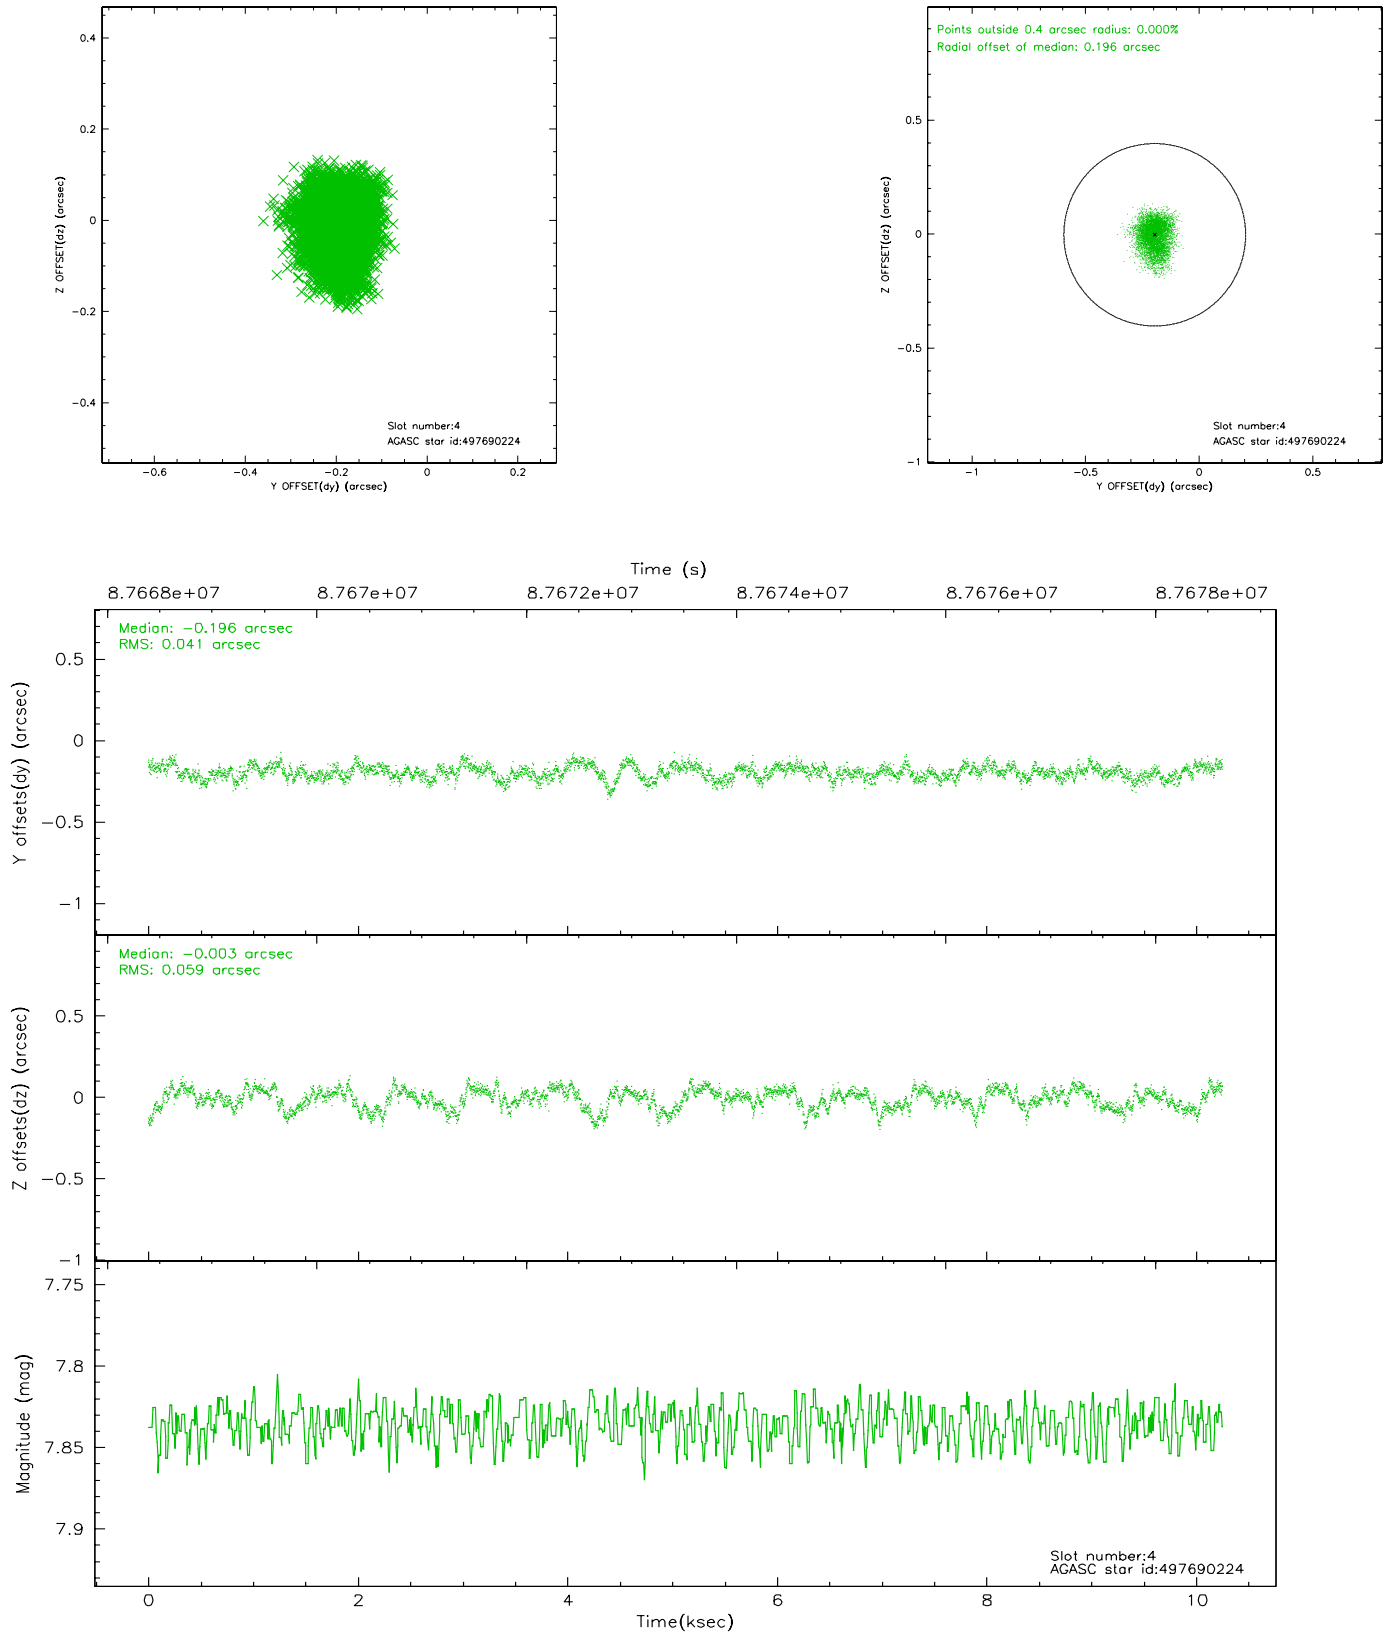 0.4
0.2
0
-0.2
-0.4
Z OFFSET(dz) (arcsec)
Slot number:4
AGASC star id:497690224
-0.6 -0.4 -0.2 0 0.2
Y OFFSET(dy) (arcsec)
Points outside 0.4 arcsec radius: 0.000%
Radial offset of median: 0.196 arcsec
0.5
0
-0.5
-1
Z OFFSET(dz) (arcsec)
Slot number:4
AGASC star id:497690224
-1 -0.5 0 0.5
Y OFFSET(dy) (arcsec)
Time (s)
8.7668e+07 8.767e+07 8.7672e+07 8.7674e+07 8.7676e+07 8.7678e+07
Median: -0.196 arcsec
RMS: 0.041 arcsec
0.5
0
-0.5
-1
Y offsets(dy) (arcsec)
Median: -0.003 arcsec
RMS: 0.059 arcsec
0.5
0
-0.5
-1
Z offsets(dz) (arcsec)
7.75
7.8
7.85
7.9
Magnitude (mag)
Slot number:4
AGASC star id:497690224
0 2 4 6 8 10
Time(ksec)